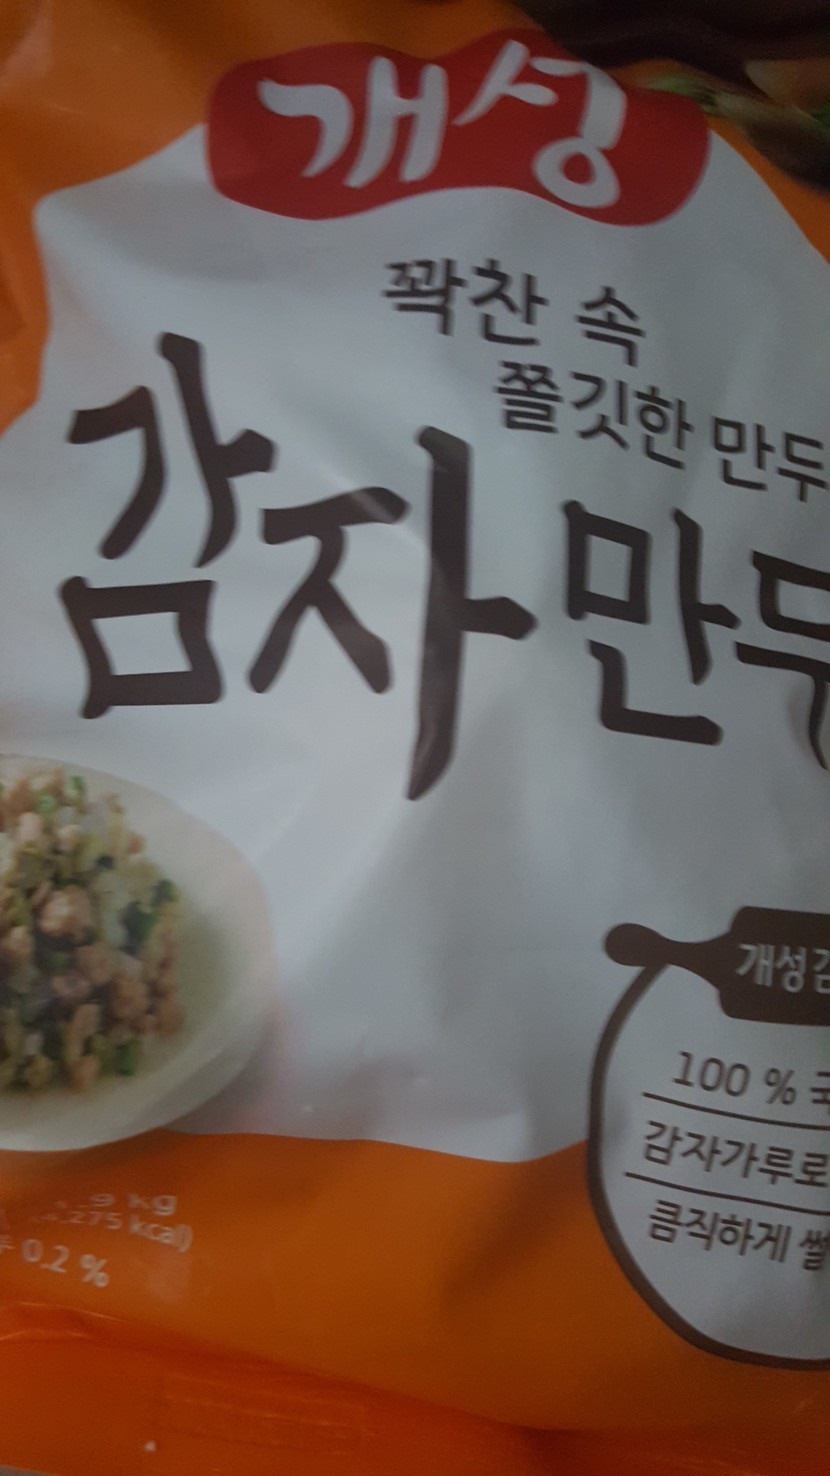 개성
꽉찬 속
쫄깃한 만두
감자만두
개성감
100 %
감자가루로
큼직하게 썰
kg
275 kcal)
0.2 %